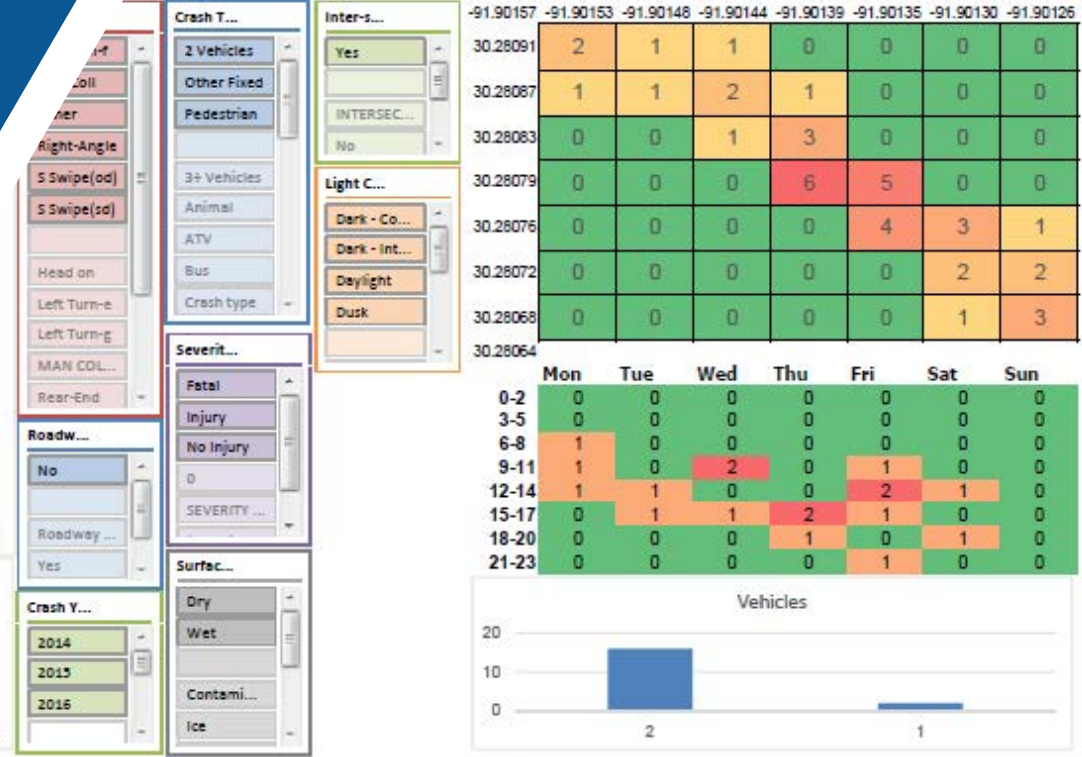 Crash T...
2 Vehicles
Other Fixed
Pedestrian
3+ Vehicles
Animal
ATV
Bus
Crash type
Inter-s...
Yes
INTERSEC...
No
Right-Angle
S Swipe(od)
S Swipe(sd)
Head on
Left Turn-e
Left Turn-g
MAN COL...
Rear-End
Light C...
Dark - Co...
Dark - Int...
Daylight
Dusk
Severit...
Fatal
Injury
No Injury
0
SEVERITY ...
Roadw...
No
Roadway ...
Yes
Surfac...
Dry
Wet
Contami...
Ice
Crash Y...
2014
2015
2016
-91.90157 -91.90153 -91.90148 -91.90144 -91.90139 -91.90135 -91.90130 -91.90126
30.28091 2 1 1 0 0 0 0
30.28087 1 1 2 1 0 0 0
30.28083 0 0 1 3 0 0 0
30.28079 0 0 0 6 5 0 0
30.28076 0 0 0 0 4 3 1
30.28072 0 0 0 0 0 2 2
30.28068 0 0 0 0 0 1 3
30.28064
Mon Tue Wed Thu Fri Sat Sun
0-2 0 0 0 0 0 0 0
3-5 0 0 0 0 0 0 0
6-8 1 0 0 0 0 0 0
9-11 1 0 2 0 1 0 0
12-14 1 1 0 0 2 1 0
15-17 0 1 1 2 1 0 0
18-20 0 0 0 1 0 1 0
21-23 0 0 0 0 1 0 0
Vehicles
20
10
0
2 1